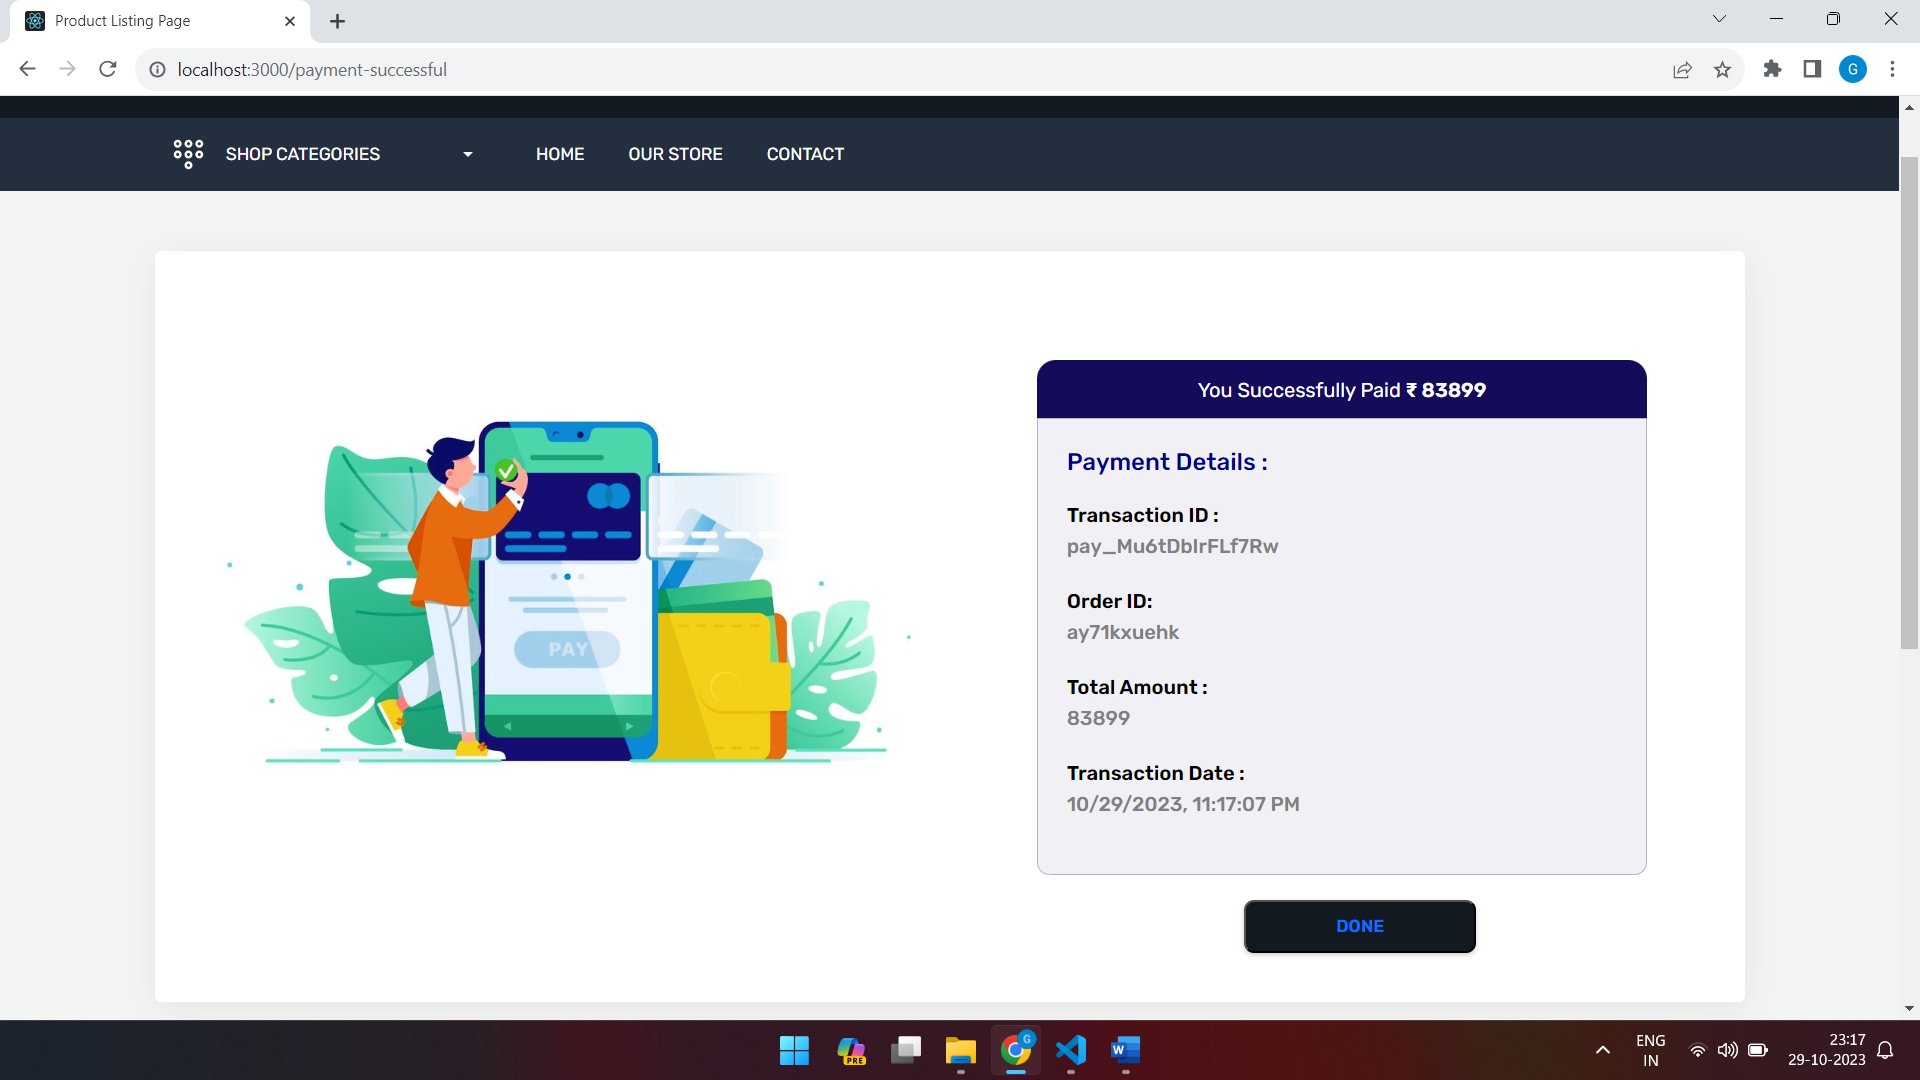 Product Listing Page
localhost:3000/payment-successful
G
SHOP CATEGORIES
HOME
OUR STORE
CONTACT
PAY
You Successfully Paid ₹ 83899
Payment Details :
Transaction ID :
pay_Mu6tDbIrFLf7Rw
Order ID:
ay71kxuehk
Total Amount :
83899
Transaction Date :
10/29/2023, 11:17:07 PM
DONE
PRE
G
W
ENG
IN
23:17
29-10-2023